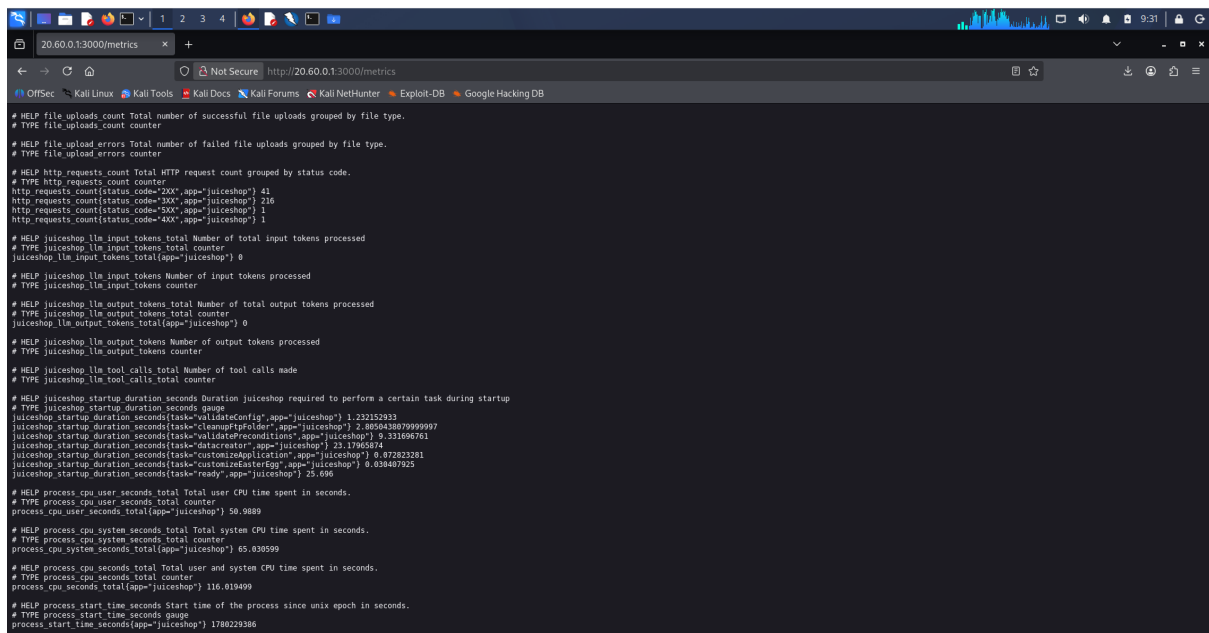 1 2 3 4
9:31
20.60.0.1:3000/metrics
Not Secure http://20.60.0.1:3000/metrics
OffSec Kali Linux Kali Tools Kali Docs Kali Forums Kali NetHunter Exploit-DB Google Hacking DB
# HELP file_uploads_count Total number of successful file uploads grouped by file type.
# TYPE file_uploads_count counter
# HELP file_upload_errors Total number of failed file uploads grouped by file type.
# TYPE file_upload_errors counter
# HELP http_requests_count Total HTTP request count grouped by status code.
# TYPE http_requests_count counter
http_requests_count{status_code="2XX",app="juiceshop"} 41
http_requests_count{status_code="3XX",app="juiceshop"} 216
http_requests_count{status_code="5XX",app="juiceshop"} 1
http_requests_count{status_code="4XX",app="juiceshop"} 1
# HELP juiceshop_llm_input_tokens_total Number of total input tokens processed
# TYPE juiceshop_llm_input_tokens_total counter
juiceshop_llm_input_tokens_total{app="juiceshop"} 0
# HELP juiceshop_llm_input_tokens Number of input tokens processed
# TYPE juiceshop_llm_input_tokens counter
# HELP juiceshop_llm_output_tokens_total Number of total output tokens processed
# TYPE juiceshop_llm_output_tokens_total counter
juiceshop_llm_output_tokens_total{app="juiceshop"} 0
# HELP juiceshop_llm_output_tokens Number of output tokens processed
# TYPE juiceshop_llm_output_tokens counter
# HELP juiceshop_llm_tool_calls_total Number of tool calls made
# TYPE juiceshop_llm_tool_calls_total counter
# HELP juiceshop_startup_duration_seconds Duration juiceshop required to perform a certain task during startup
# TYPE juiceshop_startup_duration_seconds gauge
juiceshop_startup_duration_seconds{task="validateConfig",app="juiceshop"} 1.232152933
juiceshop_startup_duration_seconds{task="cleanupFtpFolder",app="juiceshop"} 2.8050438079999997
juiceshop_startup_duration_seconds{task="validatePreconditions",app="juiceshop"} 9.331696761
juiceshop_startup_duration_seconds{task="datacreator",app="juiceshop"} 23.17965874
juiceshop_startup_duration_seconds{task="customizeApplication",app="juiceshop"} 0.072823281
juiceshop_startup_duration_seconds{task="customizeEasterEgg",app="juiceshop"} 0.030407925
juiceshop_startup_duration_seconds{task="ready",app="juiceshop"} 25.696
# HELP process_cpu_user_seconds_total Total user CPU time spent in seconds.
# TYPE process_cpu_user_seconds_total counter
process_cpu_user_seconds_total{app="juiceshop"} 50.9889
# HELP process_cpu_system_seconds_total Total system CPU time spent in seconds.
# TYPE process_cpu_system_seconds_total counter
process_cpu_system_seconds_total{app="juiceshop"} 65.030599
# HELP process_cpu_seconds_total Total user and system CPU time spent in seconds.
# TYPE process_cpu_seconds_total counter
process_cpu_seconds_total{app="juiceshop"} 116.019499
# HELP process_start_time_seconds Start time of the process since unix epoch in seconds.
# TYPE process_start_time_seconds gauge
process_start_time_seconds{app="juiceshop"} 1780229386